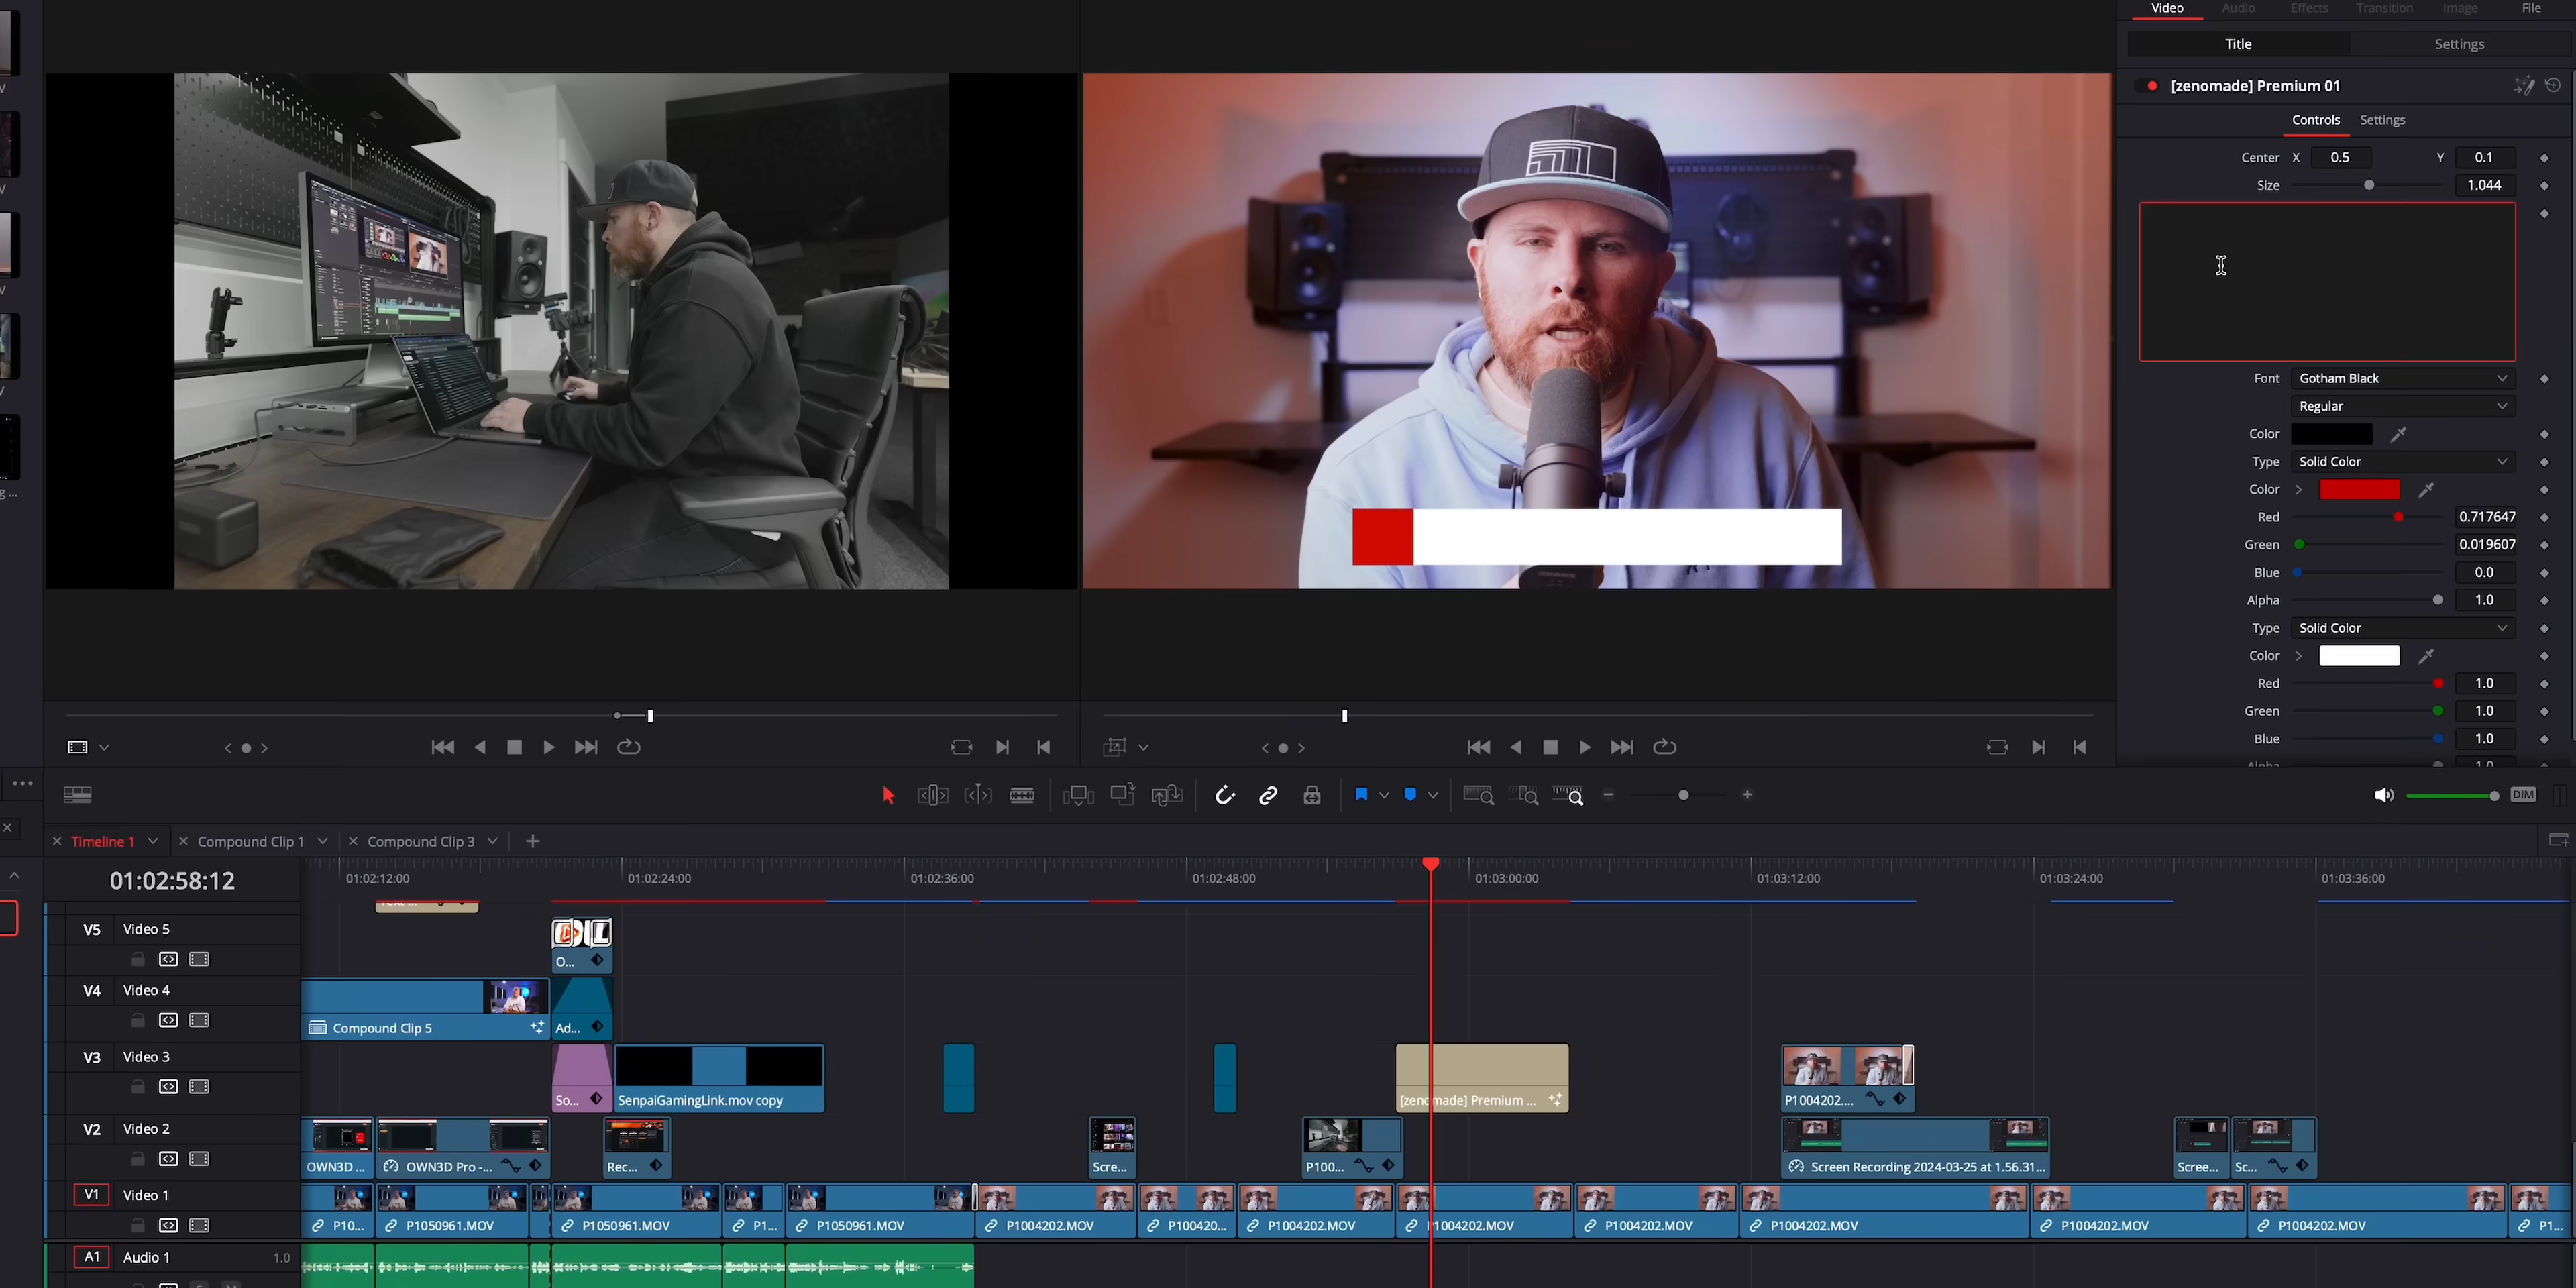 Video Audio Effects Transition Image File
Title Settings
[zenomade] Premium 01
Controls Settings
Center X 0.5 Y 0.1
Size 1.044
Font Gotham Black
Regular
Color
Type Solid Color
Color
Red 0.717647
Green 0.019607
Blue 0.0
Alpha 1.0
Type Solid Color
Color
Red 1.0
Green 1.0
Blue 1.0
Alpha 1.0
DIM
Timeline 1 Compound Clip 1 Compound Clip 3
01:02:58:12
01:02:12:00 01:02:24:00 01:02:36:00 01:02:48:00 01:03:00:00 01:03:12:00 01:03:24:00 01:03:36:00
V5 Video 5
O...
V4 Video 4
Compound Clip 5 Ad...
V3 Video 3
So... SenpaiGamingLink.mov copy [zenomade] Premium ... P1004202....
V2 Video 2
OWN3D ... OWN3D Pro -... Rec... Scre... P100... Screen Recording 2024-03-25 at 1.56.31... Scree... Sc...
V1 Video 1
P10... P1050961.MOV P1050961.MOV P1... P1050961.MOV P1004202.MOV P100420... P1004202.MOV P1004202.MOV P1004202.MOV P1004202.MOV P1004202.MOV P1004202.MOV P1...
A1 Audio 1 1.0